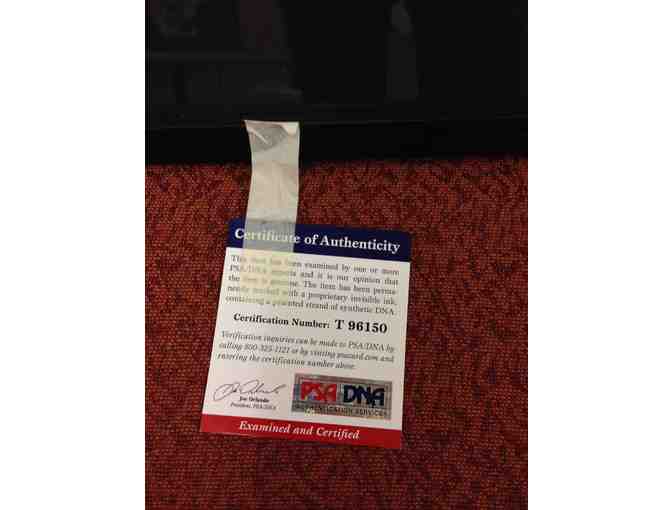 Certificate of Authenticity
This item has been examined by one or more
PSA/DNA experts and it is our opinion that
the item is genuine. The item has been perma-
nently marked with a proprietary invisible ink,
containing a patented strand of synthetic DNA
Certification Number: T 96150
Verification inquiries can be made to PSA/DNA by
calling 800-325-1121 or by visiting psacard.com and
entering the certification number above.
Joe Orlando
President, PSA/DNA
PSA DNA
AUTHENTICATION SERVICES
Examined and Certified